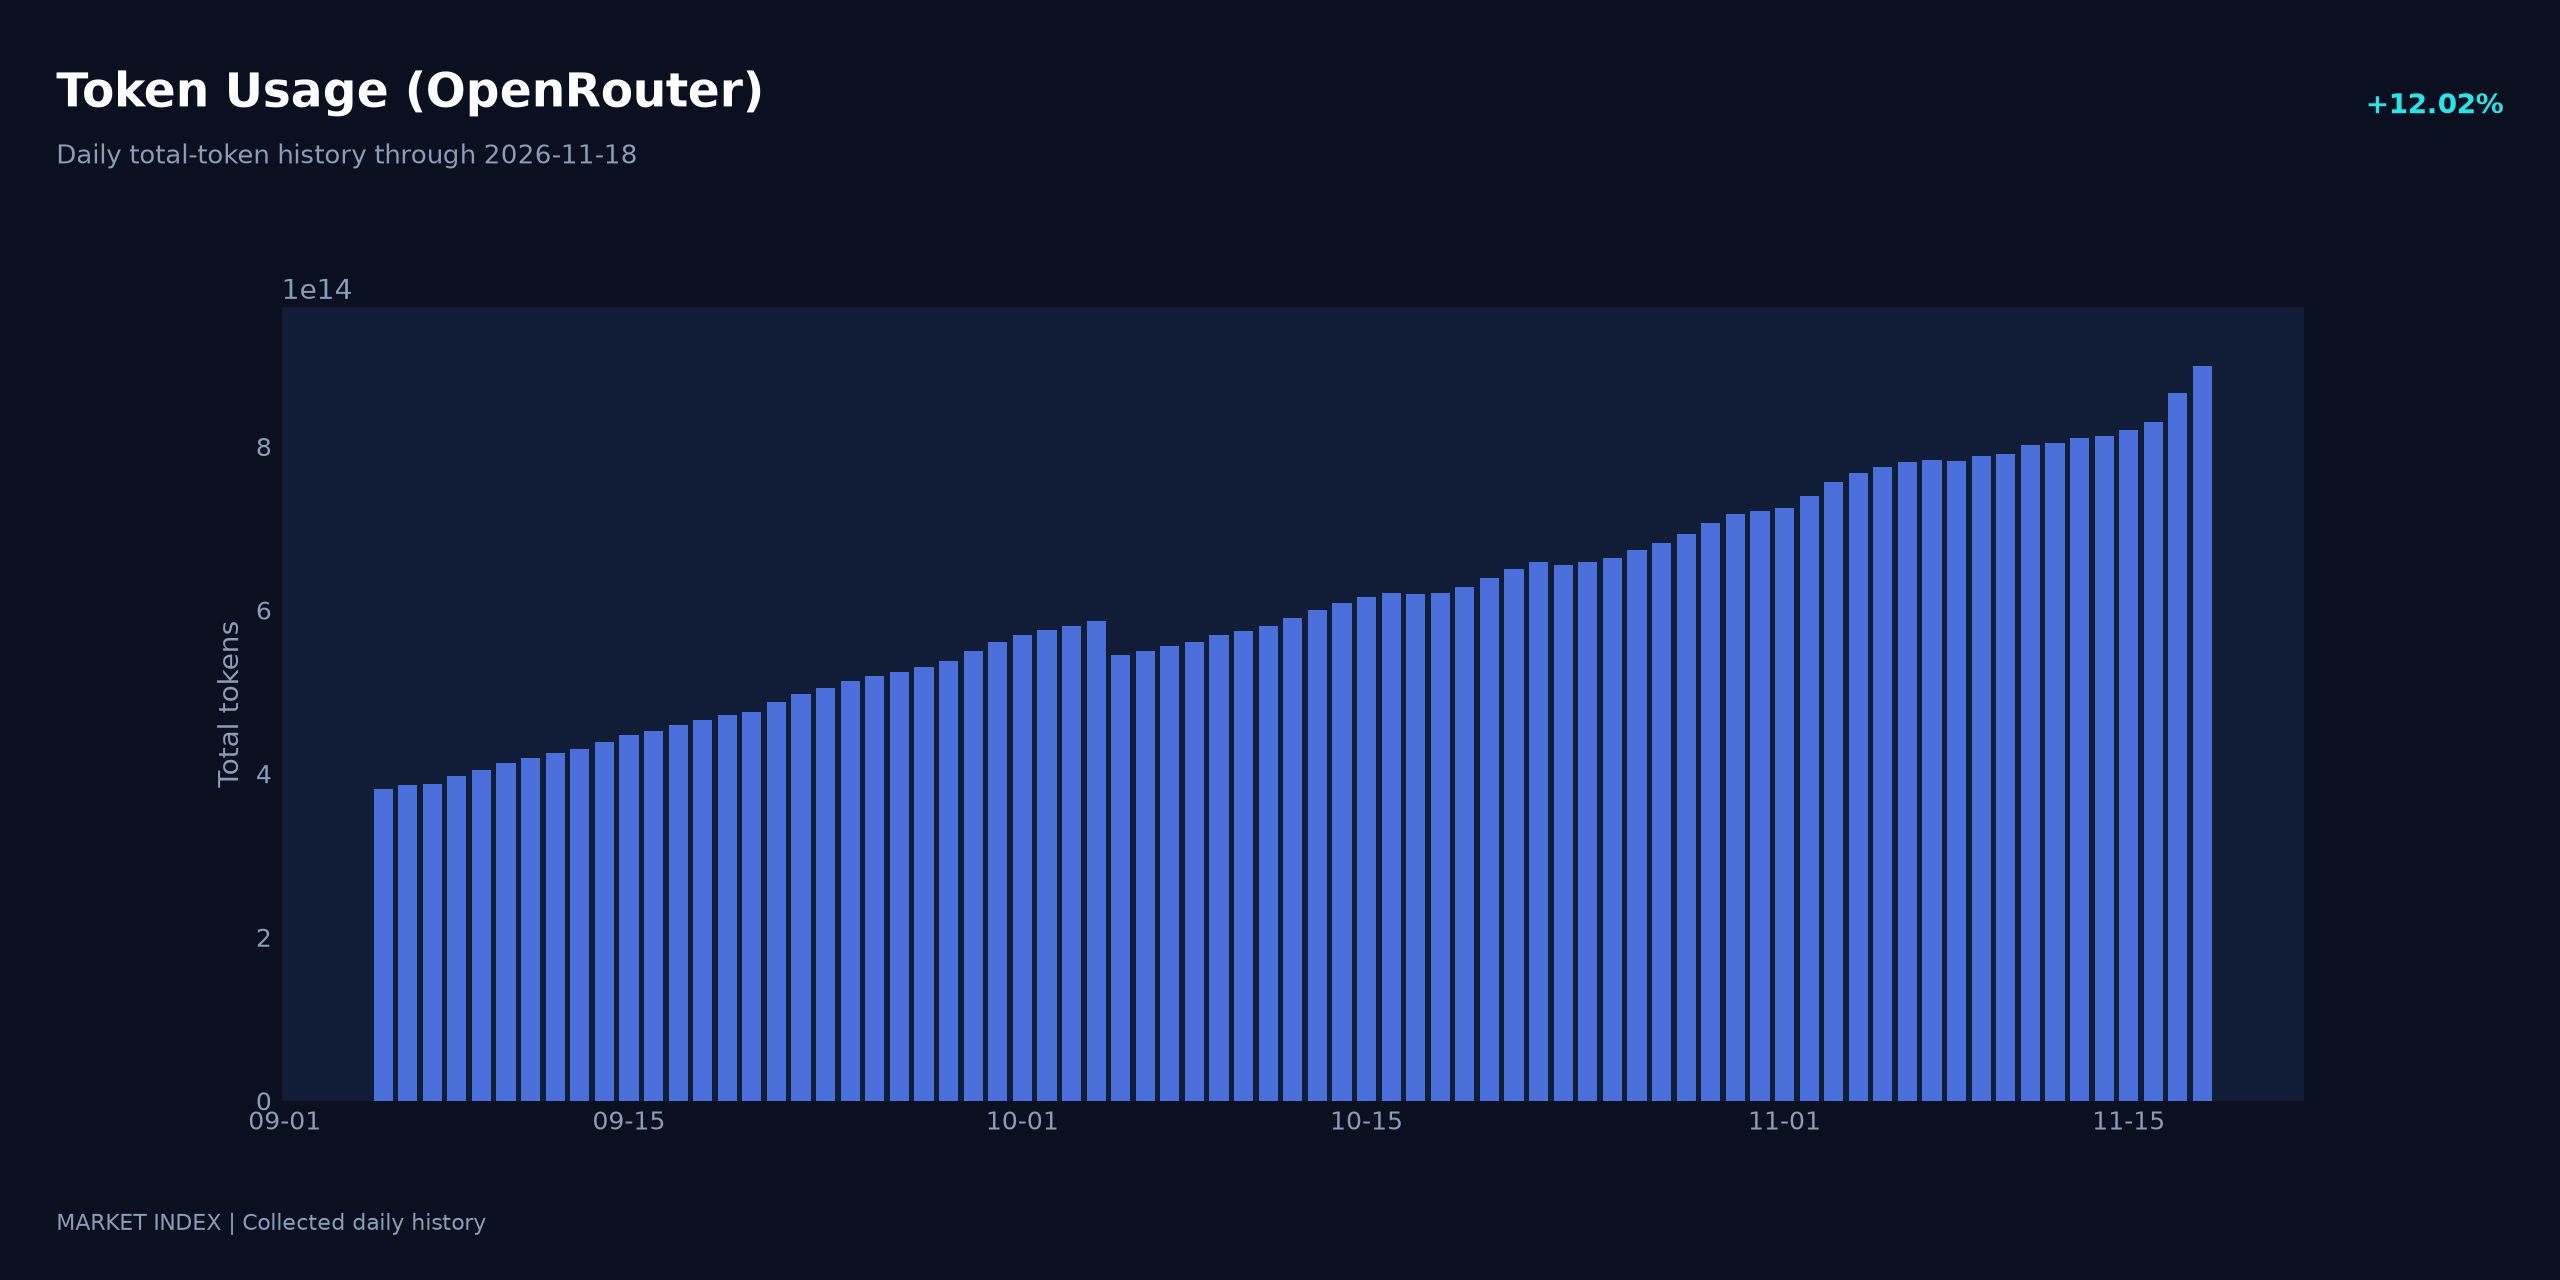 Token Usage (OpenRouter)
+12.02%
Daily total-token history through 2026-11-18
1e14
8
6
4
2
0
Total tokens
09-01
09-15
10-01
10-15
11-01
11-15
MARKET INDEX | Collected daily history